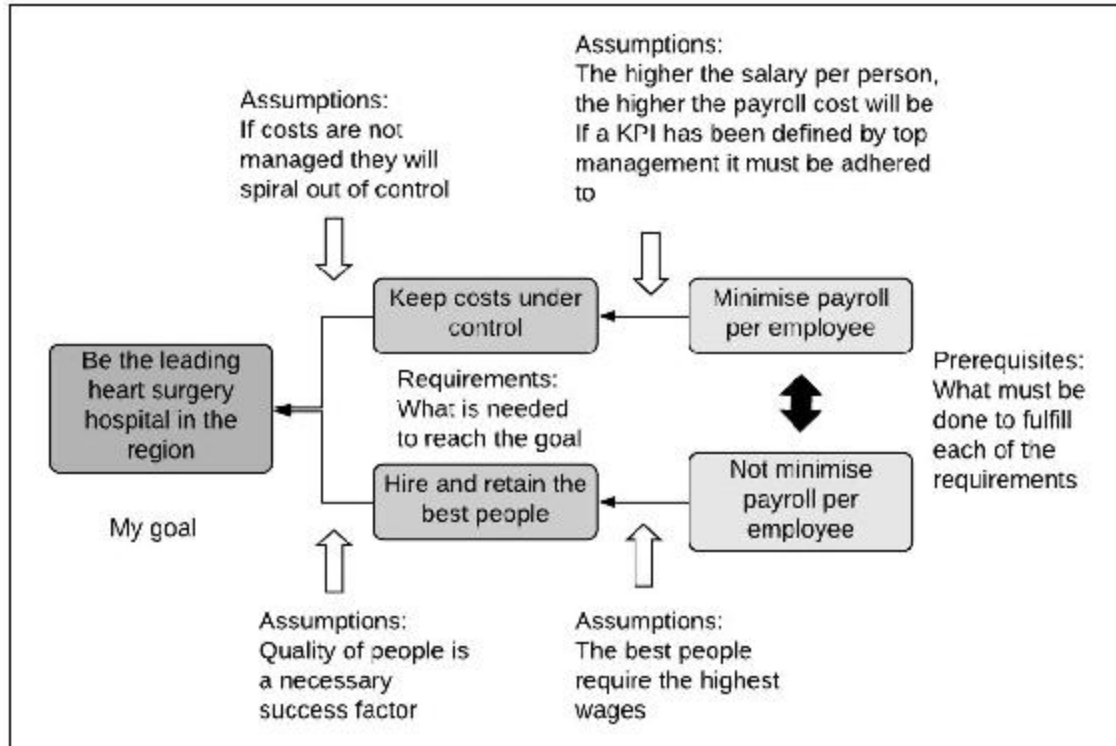 Assumptions:
The higher the salary per person,
the higher the payroll cost will be
If a KPI has been defined by top
management it must be adhered
to
Assumptions:
If costs are not
managed they will
spiral out of control
Keep costs under
control
Minimise payroll
per employee
Be the leading
heart surgery
hospital in the
region
Requirements:
What is needed
to reach the goal
Prerequisites:
What must be
done to fulfill
each of the
requirements
Hire and retain the
best people
Not minimise
payroll per
employee
My goal
Assumptions:
Quality of people is
a necessary
success factor
Assumptions:
The best people
require the highest
wages